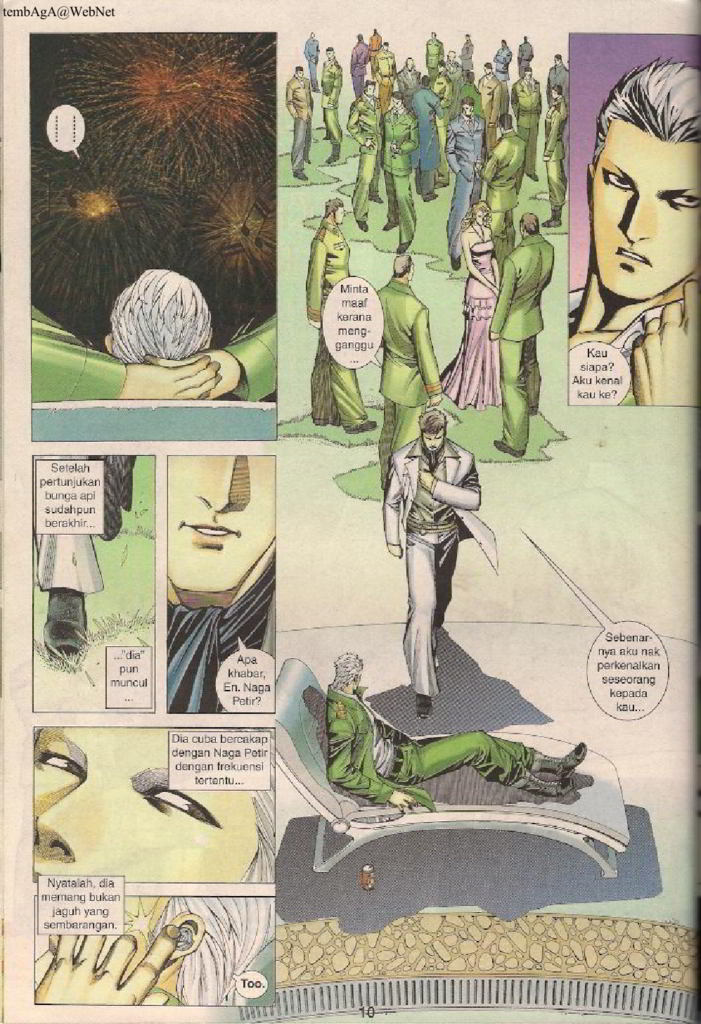 tembAgA@WebNet
......
Setelah
pertunjukan
bunga api
sudahpun
berakhir...
..."dia"
pun
muncul
...
Apa
khabar,
En. Naga
Petir?
Dia cuba bercakap
dengan Naga Petir
dengan frekuensi
tertentu...
Nyatalah, dia
memang bukan
jaguh yang
sembarangan.
Too.
Minta
maaf
kerana
meng-
ganggu
...
Kau
siapa?
Aku kenal
kau ke?
Sebenar-
nya aku nak
perkenalkan
seseorang
kepada
kau...
10